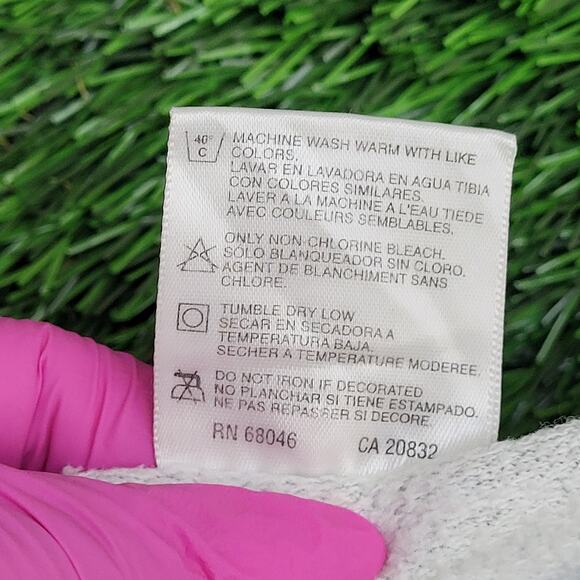 40°
C
MACHINE WASH WARM WITH LIKE
COLORS.
LAVAR EN LAVADORA EN AGUA TIBIA
CON COLORES SIMILARES.
LAVER A LA MACHINE A L'EAU TIEDE
AVEC COULEURS SEMBLABLES.
ONLY NON-CHLORINE BLEACH.
SOLO BLANQUEADOR SIN CLORO.
AGENT DE BLANCHIMENT SANS
CHLORE.
TUMBLE DRY LOW
SECAR EN SECADORA A
TEMPERATURA BAJA.
SECHER A TEMPERATURE MODEREE.
DO NOT IRON IF DECORATED
NO PLANCHAR SI TIENE ESTAMPADO.
NE PAS REPASSER SI DECORE.
RN 68046 CA 20832